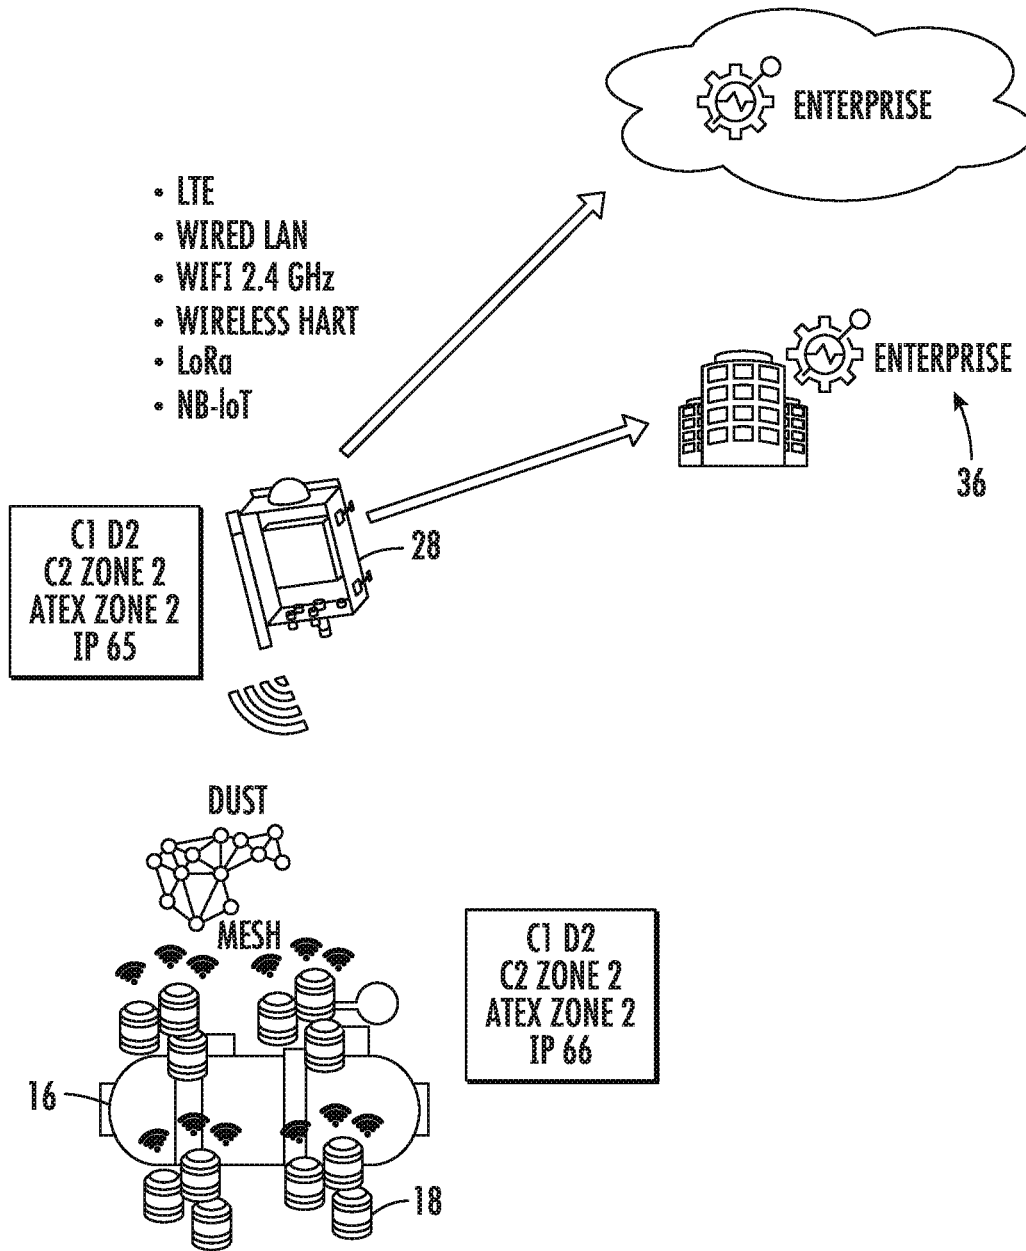 ENTERPRISE
• LTE
• WIRED LAN
• WIFI 2.4 GHz
• WIRELESS HART
• LoRa
• NB-IoT
ENTERPRISE
36
28
C1 D2
C2 ZONE 2
ATEX ZONE 2
IP 65
DUST
MESH
C1 D2
C2 ZONE 2
ATEX ZONE 2
IP 66
16
18